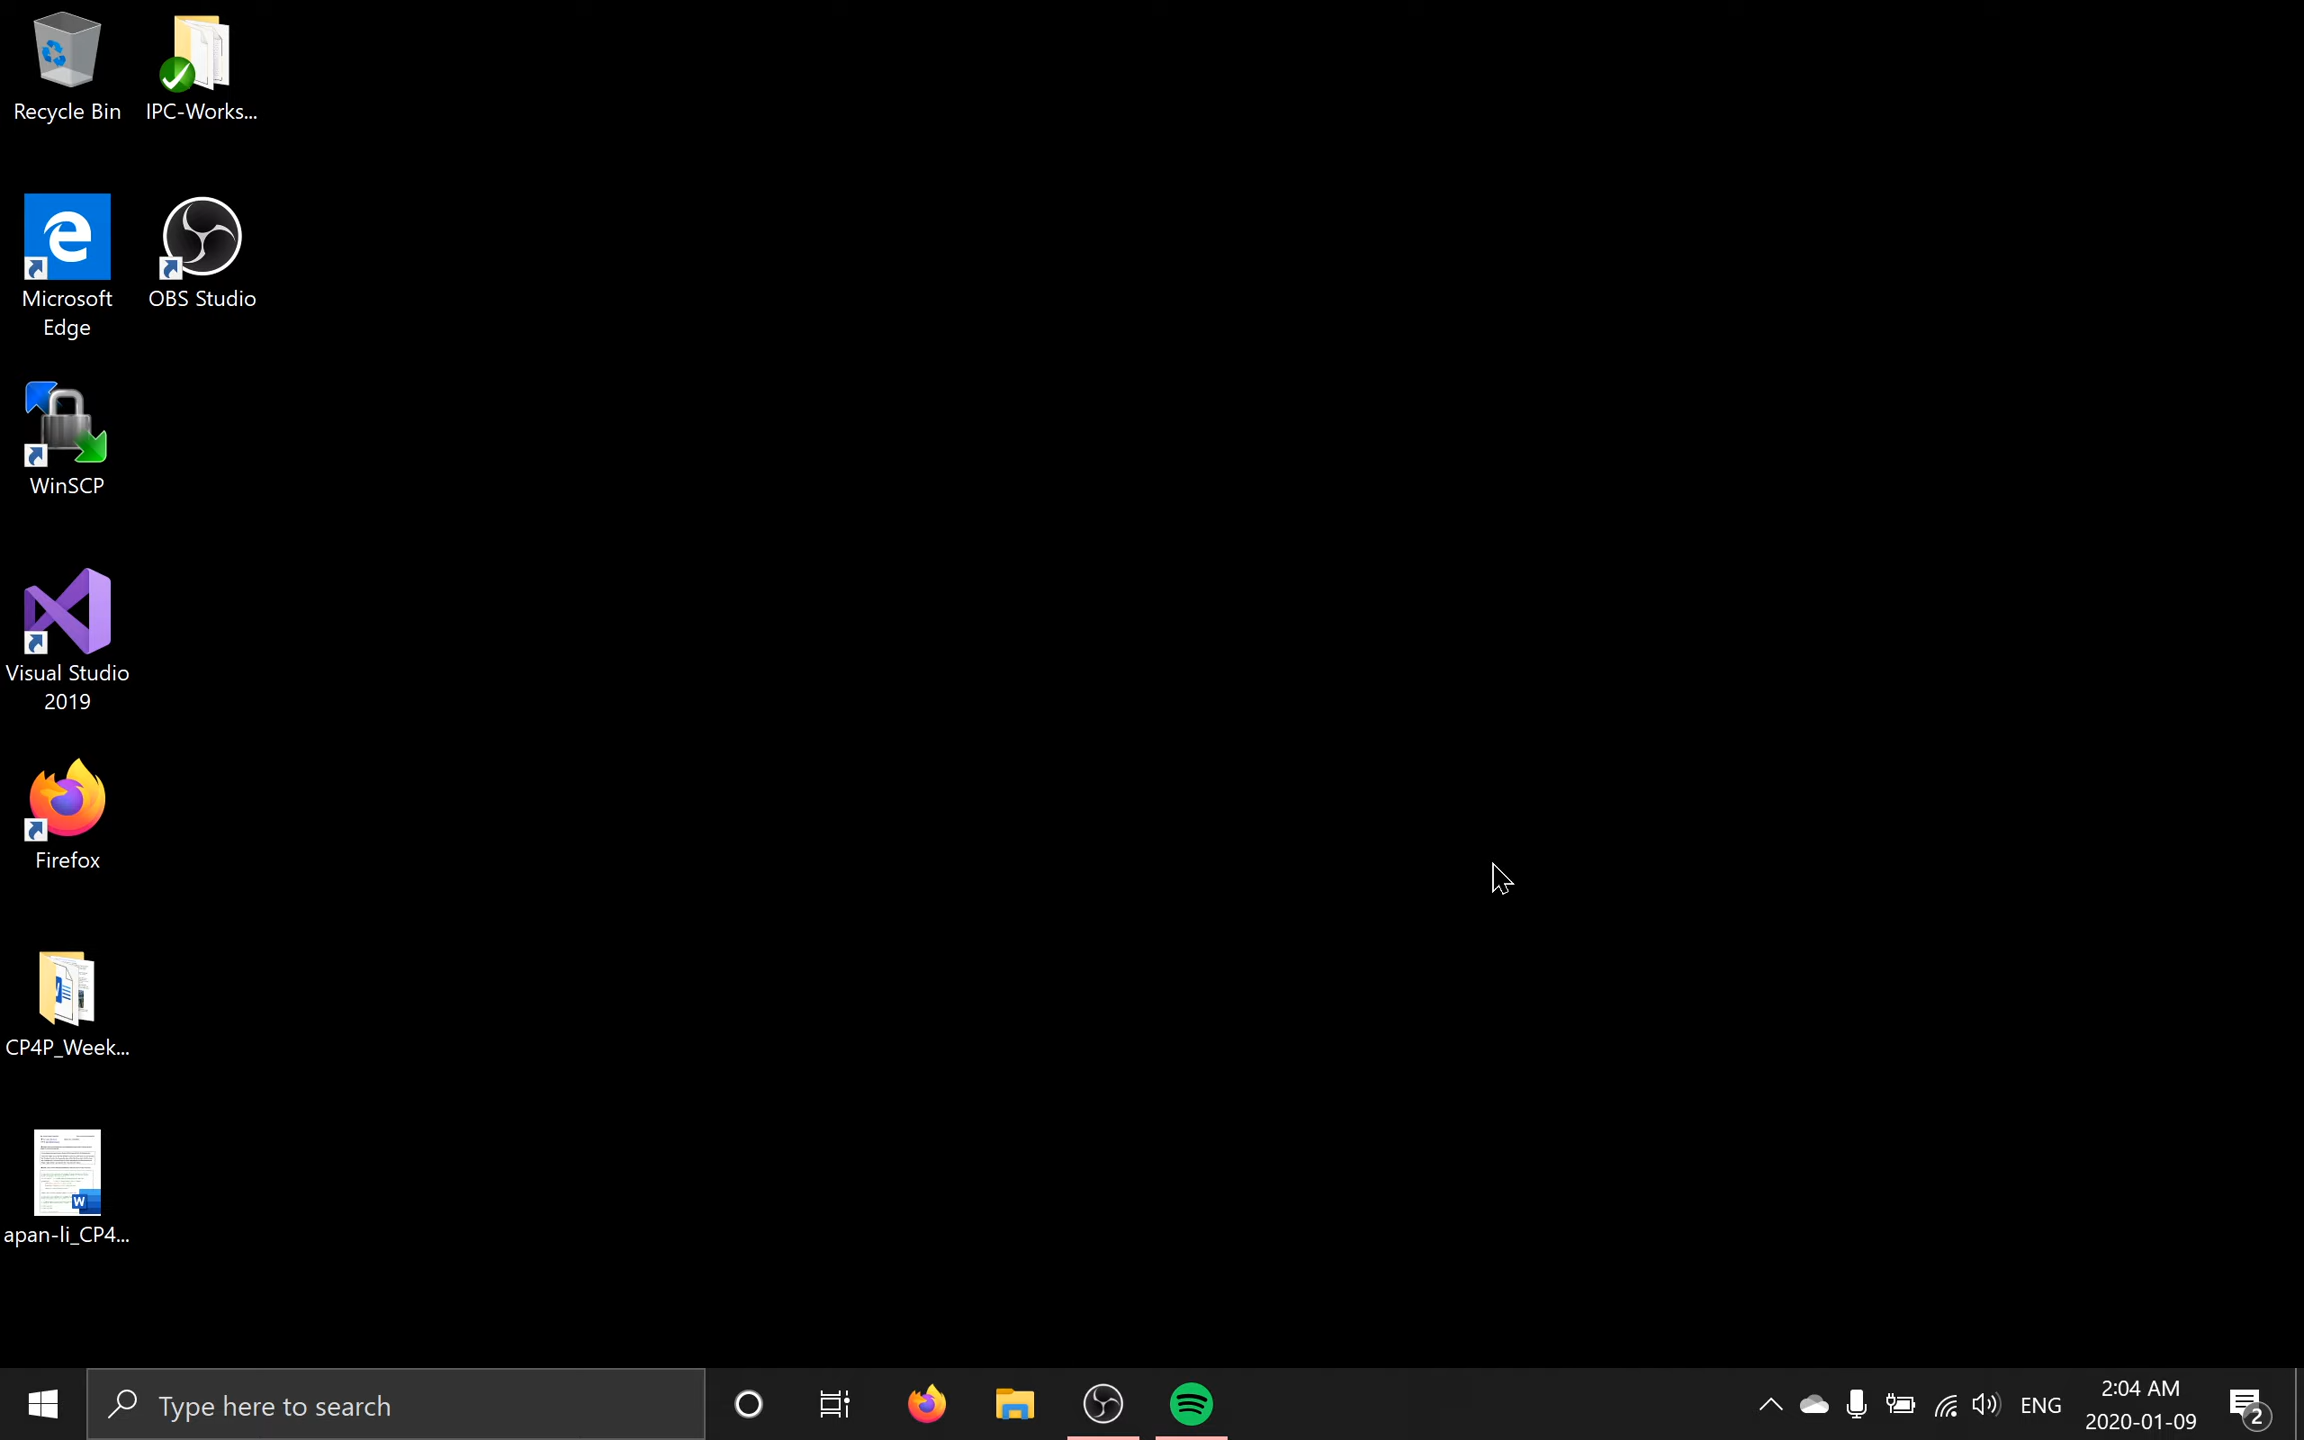 Recycle Bin
IPC-Works...
Microsoft
Edge
OBS Studio
WinSCP
Visual Studio
2019
Firefox
CP4P_Week...
apan-li_CP4...
Type here to search
ENG
2:04 AM
2020-01-09
2